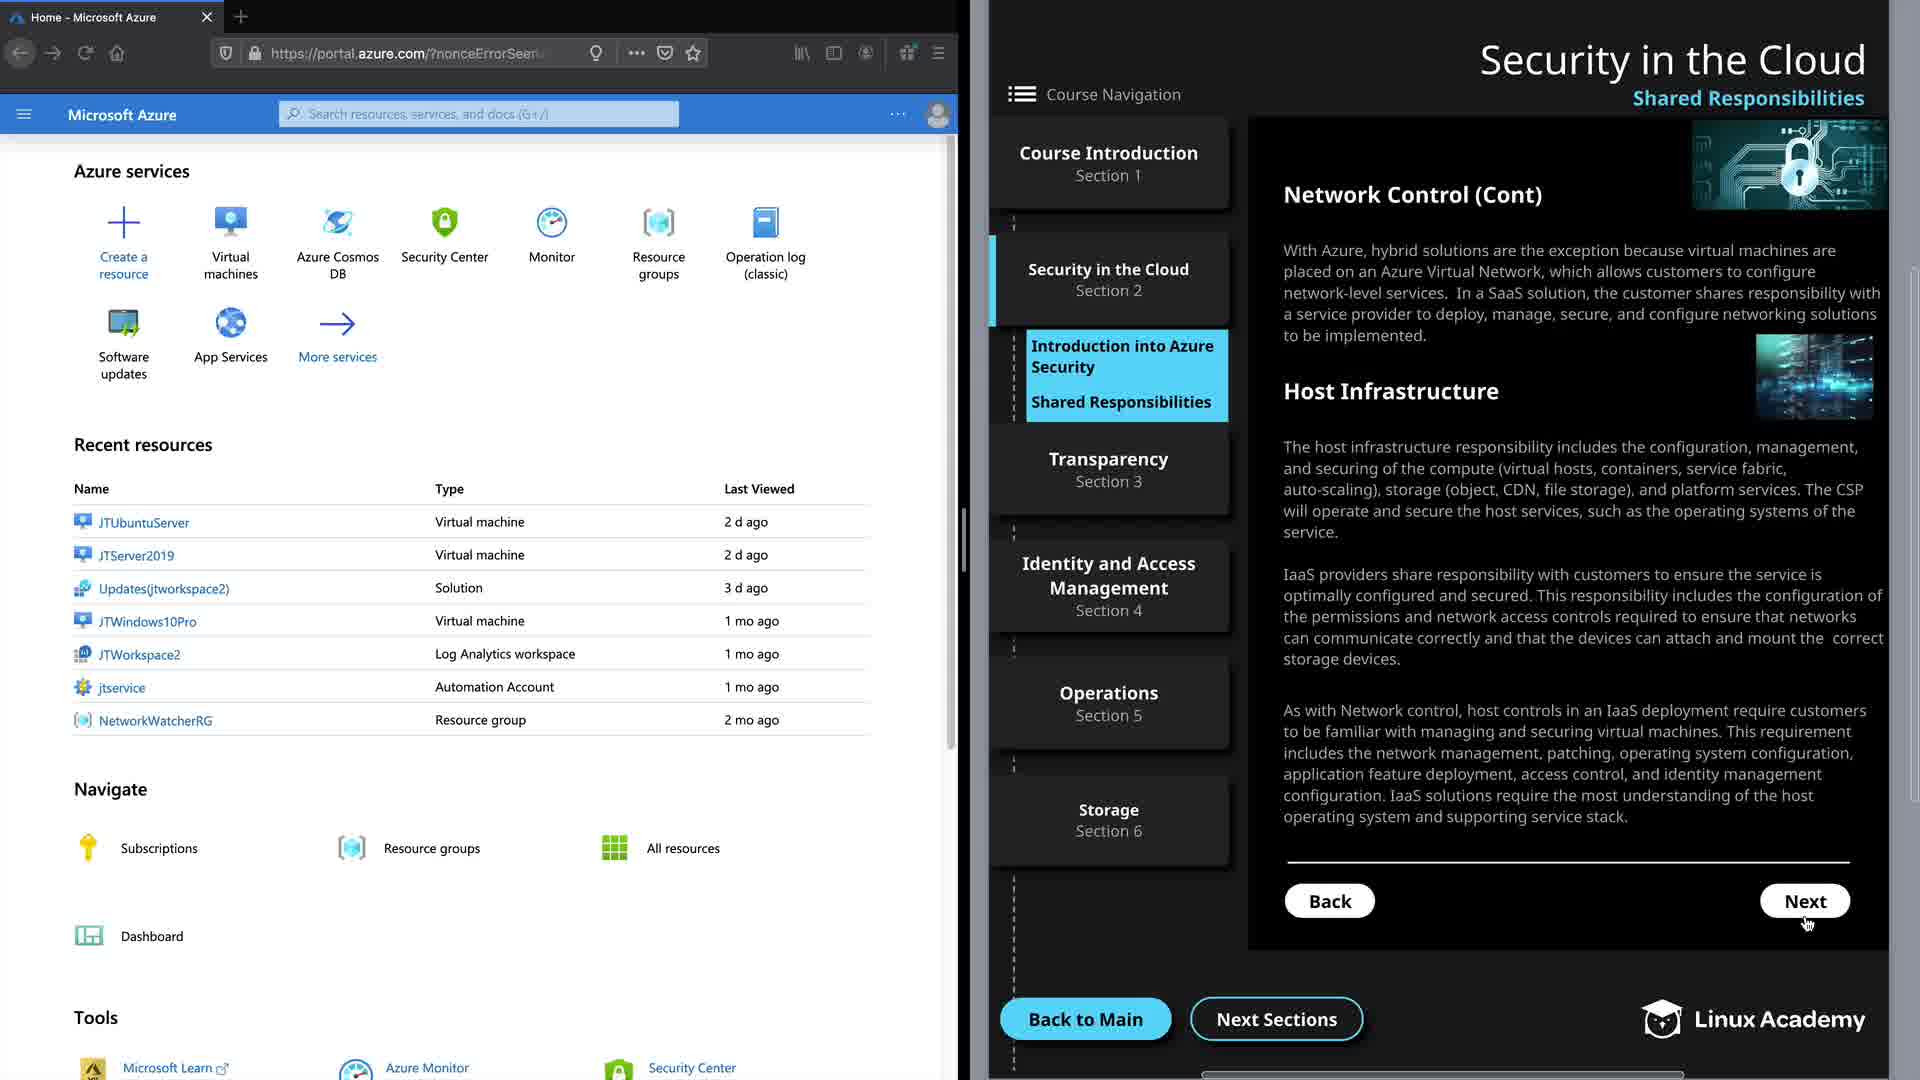 Home - Microsoft Azure
https://portal.azure.com/?nonceErrorSeen
Microsoft Azure
Search resources, services, and docs (G+/)
Azure services
Create a
resource
Virtual
machines
Azure Cosmos
DB
Security Center
Monitor
Resource
groups
Operation log
(classic)
Software
updates
App Services
More services
Recent resources
Name Type Last Viewed
JTUbuntuServer Virtual machine 2 d ago
JTServer2019 Virtual machine 2 d ago
Updates(jtworkspace2) Solution 3 d ago
JTWindows10Pro Virtual machine 1 mo ago
JTWorkspace2 Log Analytics workspace 1 mo ago
jtservice Automation Account 1 mo ago
NetworkWatcherRG Resource group 2 mo ago
Navigate
Subscriptions Resource groups All resources
Dashboard
Tools
Microsoft Learn Azure Monitor Security Center
Security in the Cloud
Shared Responsibilities
Course Navigation
Course Introduction
Section 1
Security in the Cloud
Section 2
Introduction into Azure
Security
Shared Responsibilities
Transparency
Section 3
Identity and Access
Management
Section 4
Operations
Section 5
Storage
Section 6
Network Control (Cont)
With Azure, hybrid solutions are the exception because virtual machines are
placed on an Azure Virtual Network, which allows customers to configure
network-level services. In a SaaS solution, the customer shares responsibility with
a service provider to deploy, manage, secure, and configure networking solutions
to be implemented.
Host Infrastructure
The host infrastructure responsibility includes the configuration, management,
and securing of the compute (virtual hosts, containers, service fabric,
auto-scaling), storage (object, CDN, file storage), and platform services. The CSP
will operate and secure the host services, such as the operating systems of the
service.
IaaS providers share responsibility with customers to ensure the service is
optimally configured and secured. This responsibility includes the configuration of
the permissions and network access controls required to ensure that networks
can communicate correctly and that the devices can attach and mount the correct
storage devices.
As with Network control, host controls in an IaaS deployment require customers
to be familiar with managing and securing virtual machines. This requirement
includes the network management, patching, operating system configuration,
application feature deployment, access control, and identity management
configuration. IaaS solutions require the most understanding of the host
operating system and supporting service stack.
Back
Next
Back to Main
Next Sections
Linux Academy